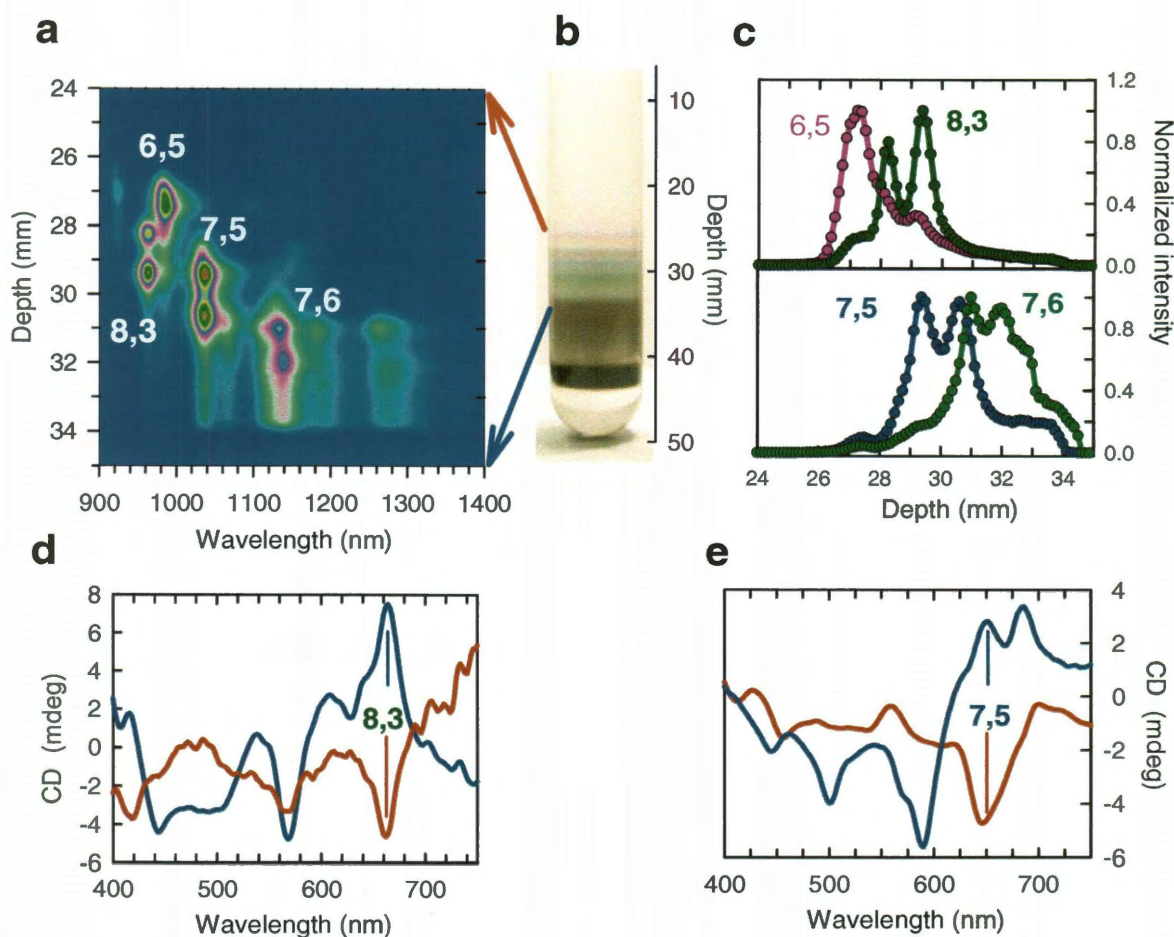 a
24
26
28
30
32
34
Depth (mm)
6,5
7,5
8,3
7,6
900 1000 1100 1200 1300 1400
Wavelength (nm)
b
10
20
30
40
50
Depth (mm)
c
6,5
8,3
1.2
0.8
0.4
0.0
7,5
7,6
0.8
0.4
0.0
Normalized intensity
24 26 28 30 32 34
Depth (mm)
d
8
6
4
2
0
-2
-4
-6
CD (mdeg)
8,3
400 500 600 700
Wavelength (nm)
e
4
2
0
-2
-4
-6
CD (mdeg)
7,5
400 500 600 700
Wavelength (nm)